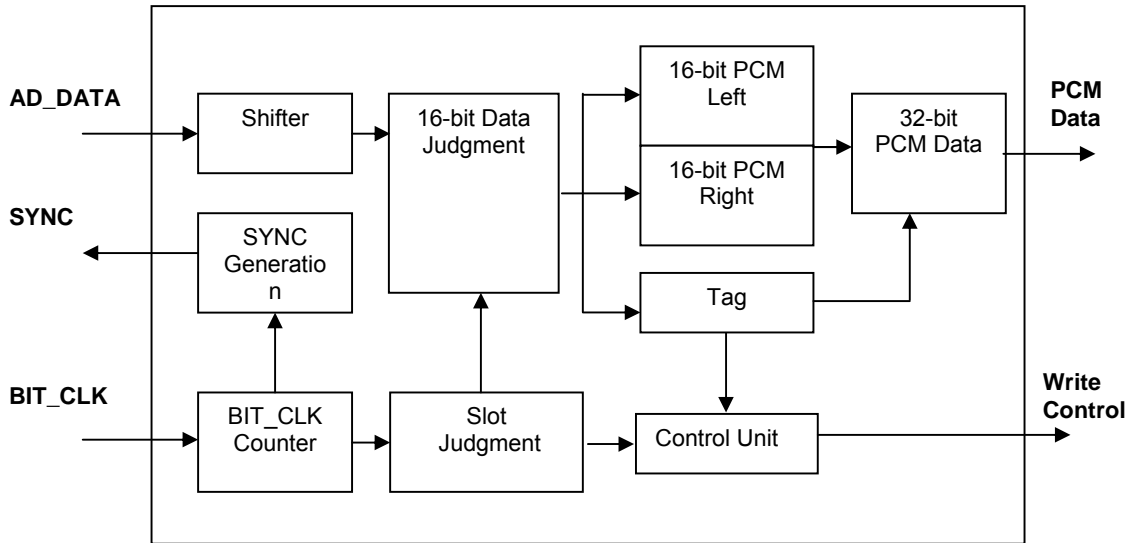 AD_DATA
Shifter
16-bit Data
Judgment
16-bit PCM
Left
16-bit PCM
Right
32-bit
PCM Data
PCM
Data
SYNC
SYNC
Generatio
n
Tag
BIT_CLK
BIT_CLK
Counter
Slot
Judgment
Control Unit
Write
Control